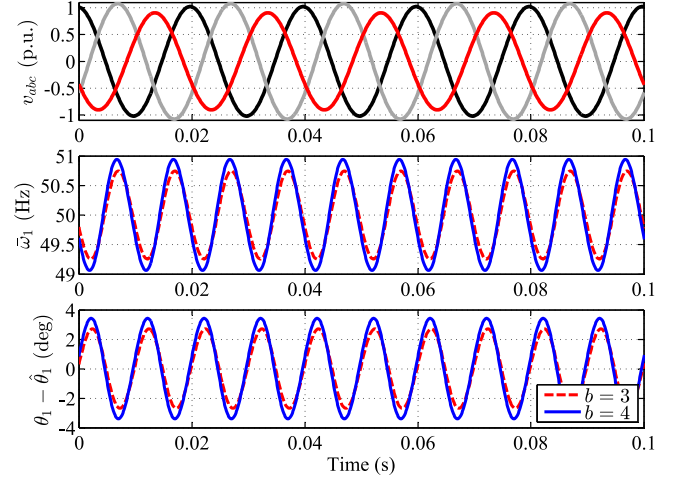 v_abc (p.u.)
1
0.5
0
-0.5
-1
0 0.02 0.04 0.06 0.08 0.1
ω̄₁ (Hz)
51
50.5
50
49.5
49
0 0.02 0.04 0.06 0.08 0.1
θ₁ − θ̂₁ (deg)
4
2
0
-2
-4
b = 3
b = 4
0 0.02 0.04 0.06 0.08 0.1
Time (s)